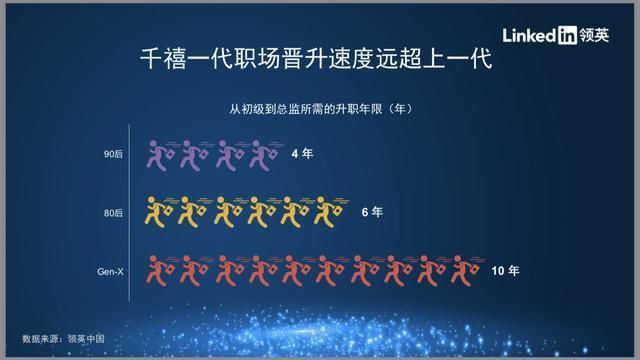 Linked in 领英
千禧一代职场晋升速度远超上一代
从初级到总监所需的升职年限（年）
90后
4 年
80后
6 年
Gen-X
10 年
数据来源：领英中国